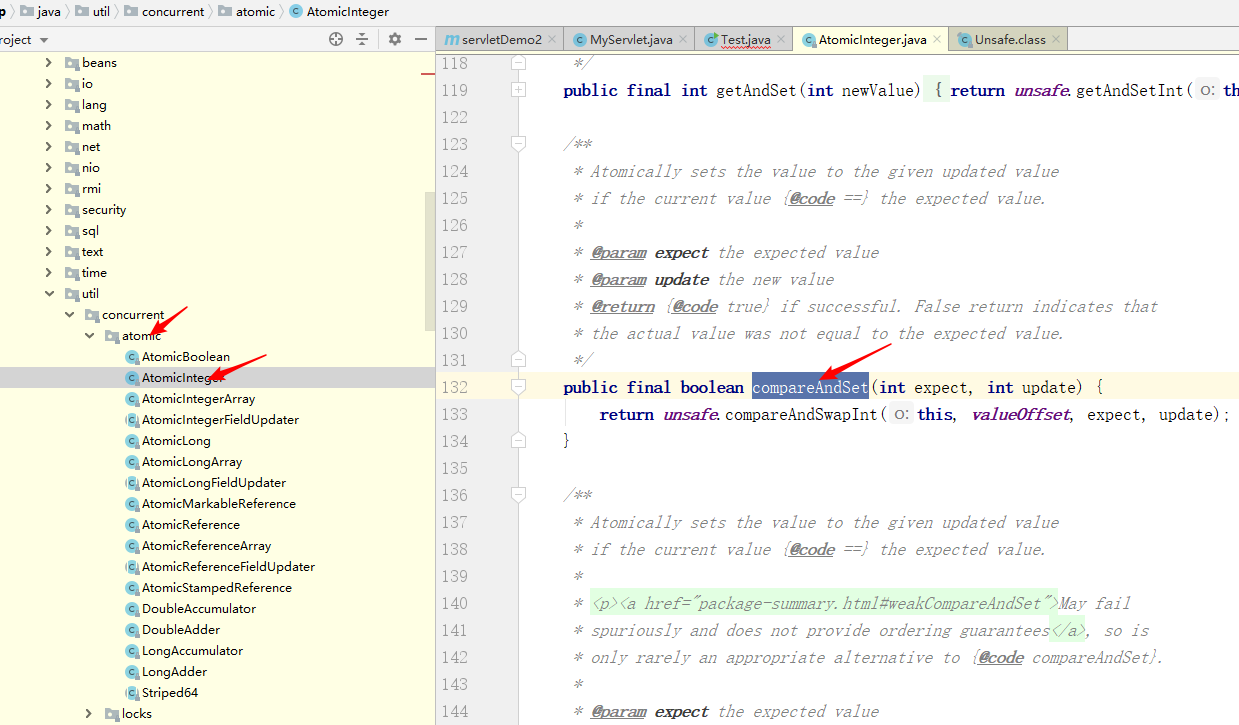 p java util concurrent atomic AtomicInteger
roject
beans
io
lang
math
net
nio
rmi
security
sql
text
time
util
concurrent
atomic
AtomicBoolean
AtomicInteger
AtomicIntegerArray
AtomicIntegerFieldUpdater
AtomicLong
AtomicLongArray
AtomicLongFieldUpdater
AtomicMarkableReference
AtomicReference
AtomicReferenceArray
AtomicReferenceFieldUpdater
AtomicStampedReference
DoubleAccumulator
DoubleAdder
LongAccumulator
LongAdder
Striped64
locks
m servletDemo2 MyServlet.java Test.java AtomicInteger.java Unsafe.class
118 */
119 public final int getAndSet(int newValue) { return unsafe.getAndSetInt( o: th
122
123 /**
124 * Atomically sets the value to the given updated value
125 * if the current value {@code ==} the expected value.
126 *
127 * @param expect the expected value
128 * @param update the new value
129 * @return {@code true} if successful. False return indicates that
130 * the actual value was not equal to the expected value.
131 */
132 public final boolean compareAndSet(int expect, int update) {
133 return unsafe.compareAndSwapInt( o: this, valueOffset, expect, update);
134 }
135
136 /**
137 * Atomically sets the value to the given updated value
138 * if the current value {@code ==} the expected value.
139 *
140 * <p><a href="package-summary.html#weakCompareAndSet">May fail
141 * spuriously and does not provide ordering guarantees</a>, so is
142 * only rarely an appropriate alternative to {@code compareAndSet}.
143 *
144 * @param expect the expected value